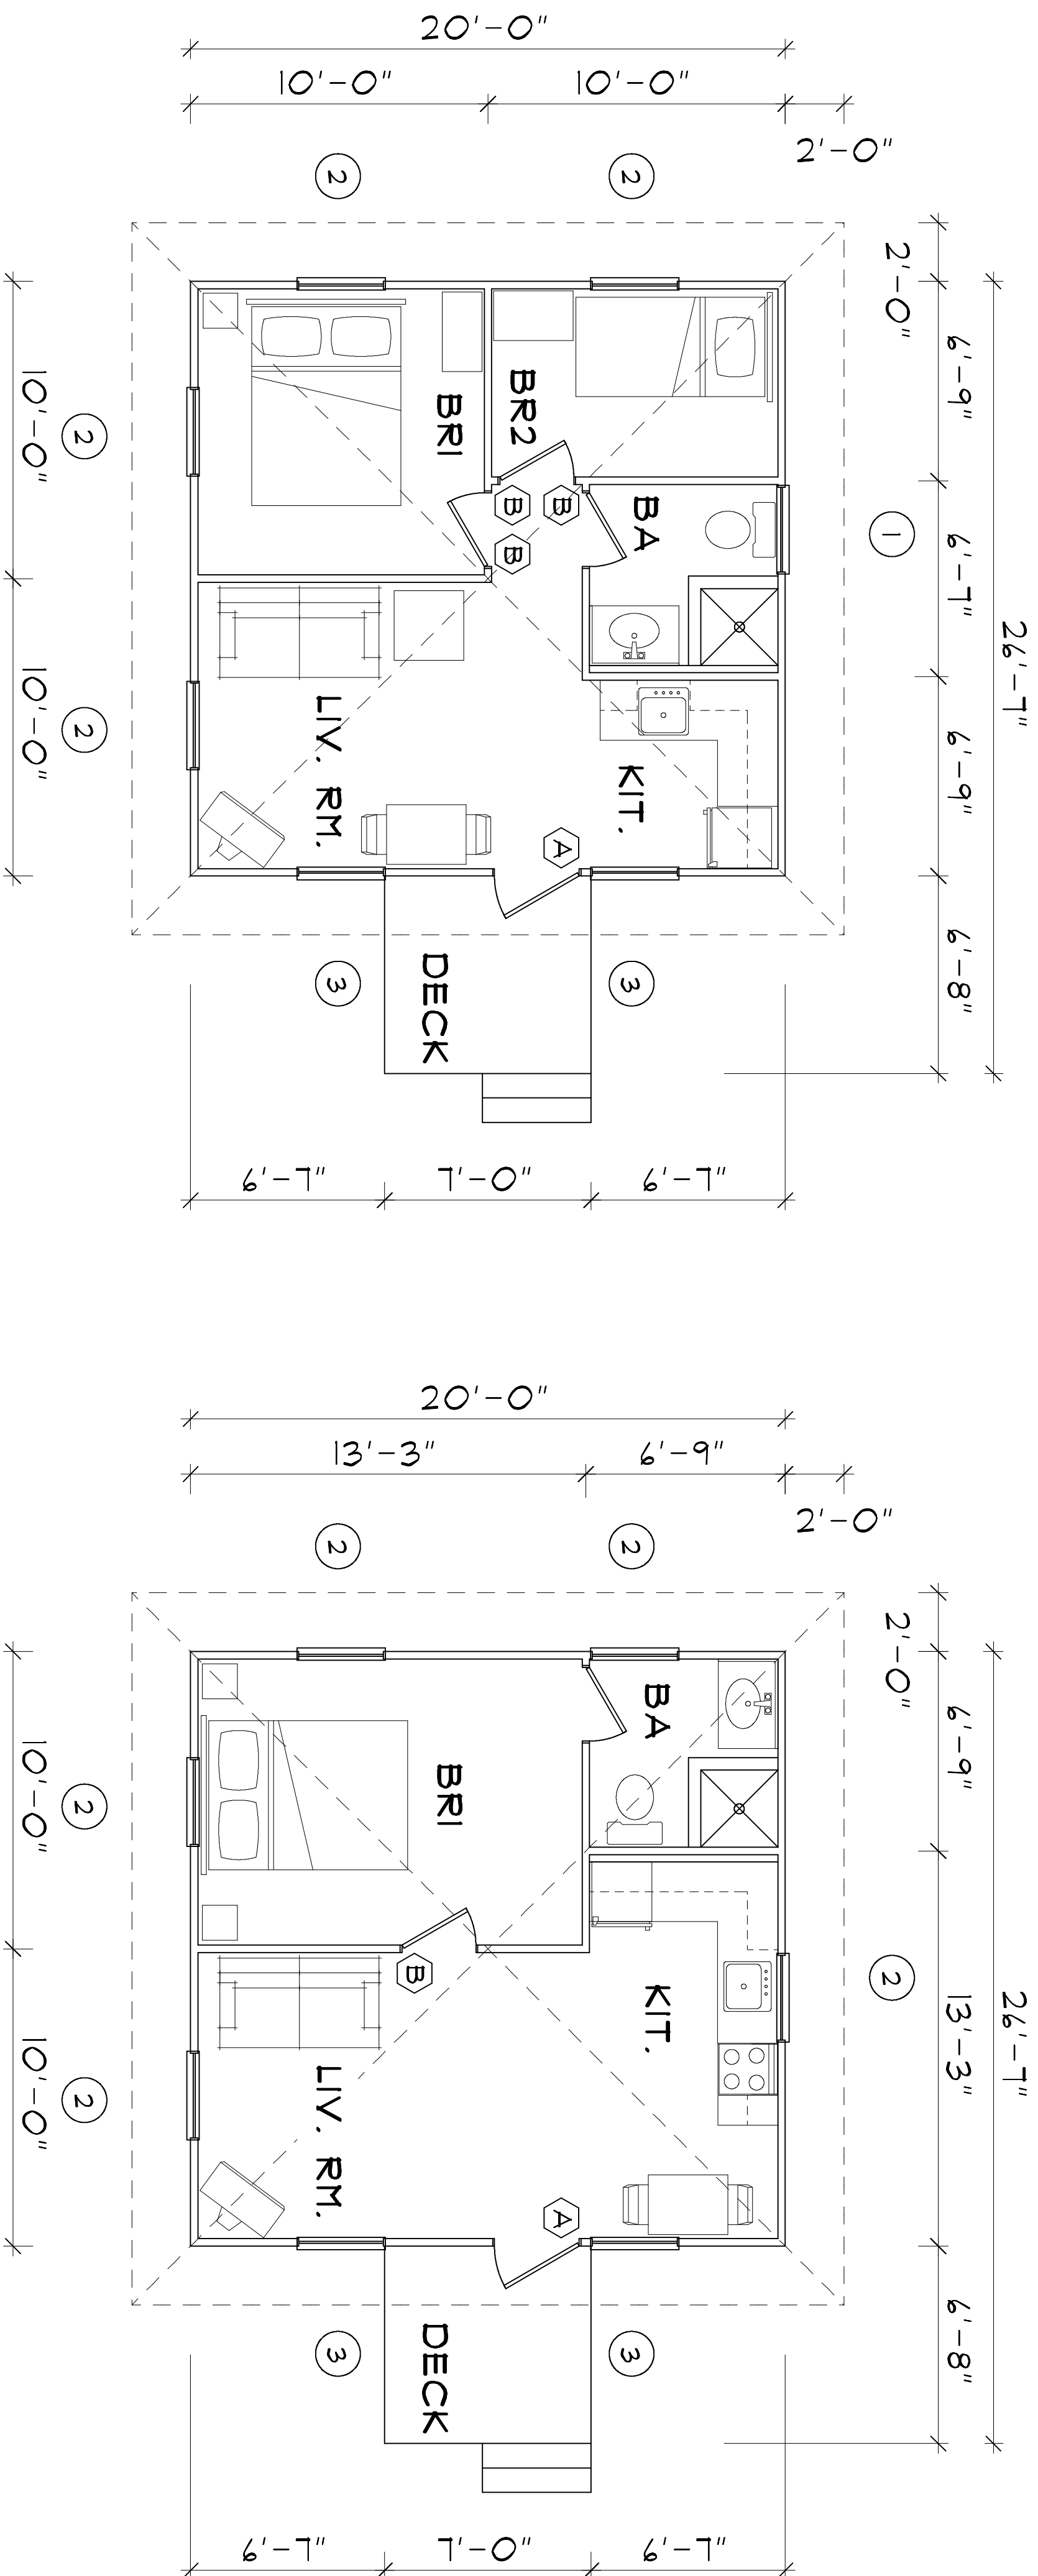 20'-0"
10'-0" 10'-0"
2'-0"
2 2
2'-0"
6'-9"
10'-0"
2
BR1
BR2
B B
B
BA
1
6'-7"
26'-7"
10'-0"
2
LIV. RM.
KIT.
A
6'-9"
3 3
DECK
6'-8"
6'-7" 7'-0" 6'-7"
20'-0"
13'-3" 6'-9"
2'-0"
2 2
2'-0"
6'-9"
10'-0"
2
BR1
BA
B
KIT.
2
13'-3"
26'-7"
10'-0"
2
LIV. RM.
A
3 3
DECK
6'-8"
6'-7" 7'-0" 6'-7"